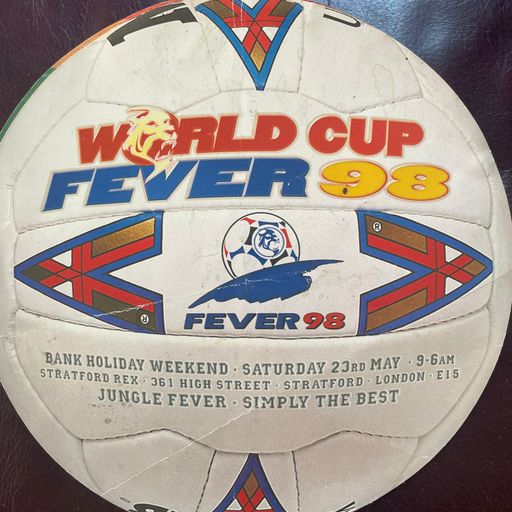 WORLD CUP
FEVER 98
®
®
FEVER 98
BANK HOLIDAY WEEKEND · SATURDAY 23RD MAY · 9-6AM
STRATFORD REX · 361 HIGH STREET · STRATFORD · LONDON · E15
JUNGLE FEVER · SIMPLY THE BEST